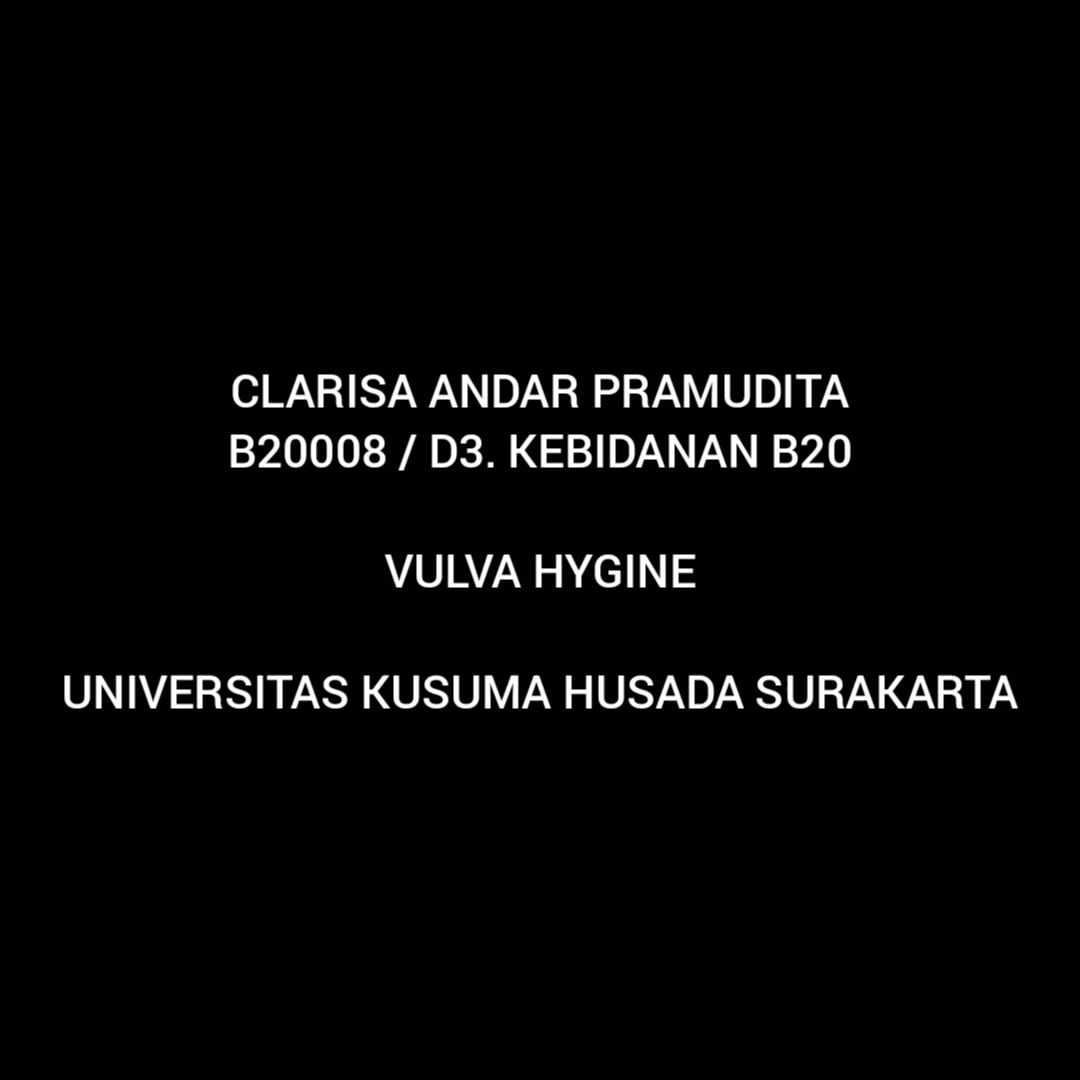 CLARISA ANDAR PRAMUDITA
B20008 / D3. KEBIDANAN B20
VULVA HYGINE
UNIVERSITAS KUSUMA HUSADA SURAKARTA